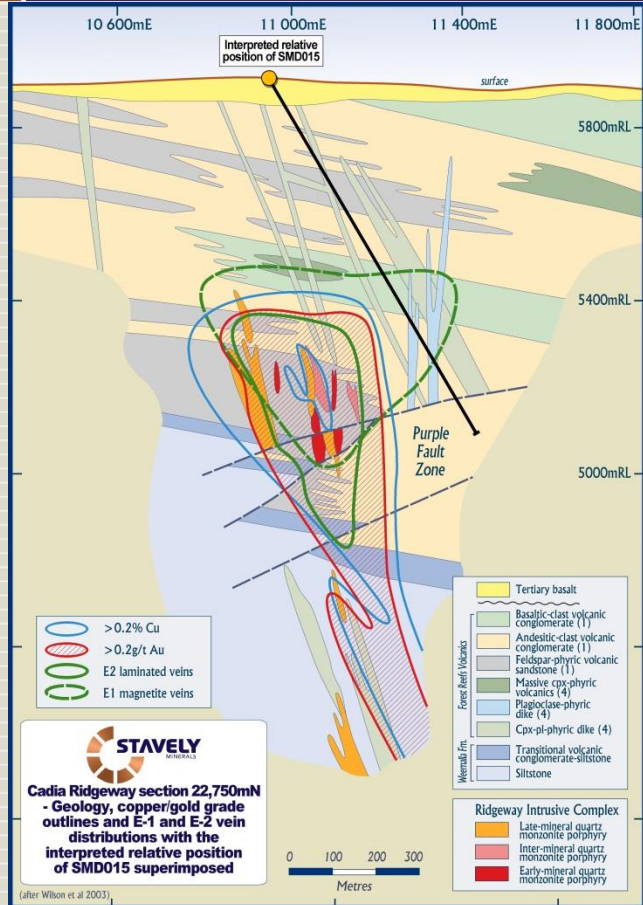 10 600mE
11 000mE
11 400mE
11 800mE
Interpreted relative
position of SMD015
surface
5800mRL
5400mRL
Purple
Fault
Zone
5000mRL
>0.2% Cu
>0.2g/t Au
E2 laminated veins
E1 magnetite veins
STAVELY
MINERALS
Cadia Ridgeway section 22,750mN
- Geology, copper/gold grade
outlines and E-1 and E-2 vein
distributions with the
interpreted relative position
of SMD015 superimposed
(after Wilson et al 2003)
0 100 200 300
Metres
Tertiary basalt
Forest Reefs Volcanics
Basaltic-clast volcanic
conglomerate (1)
Andesitic-clast volcanic
conglomerate (1)
Feldspar-phyric volcanic
sandstone (1)
Massive cpx-phyric
volcanics (4)
Plagioclase-phyric
dike (4)
Cpx-pl-phyric dike (4)
Weemalla Fm.
Transitional volcanic
conglomerate-siltstone
Siltstone
Ridgeway Intrusive Complex
Late-mineral quartz
monzonite porphyry
Inter-mineral quartz
monzonite porphyry
Early-mineral quartz
monzonite porphyry